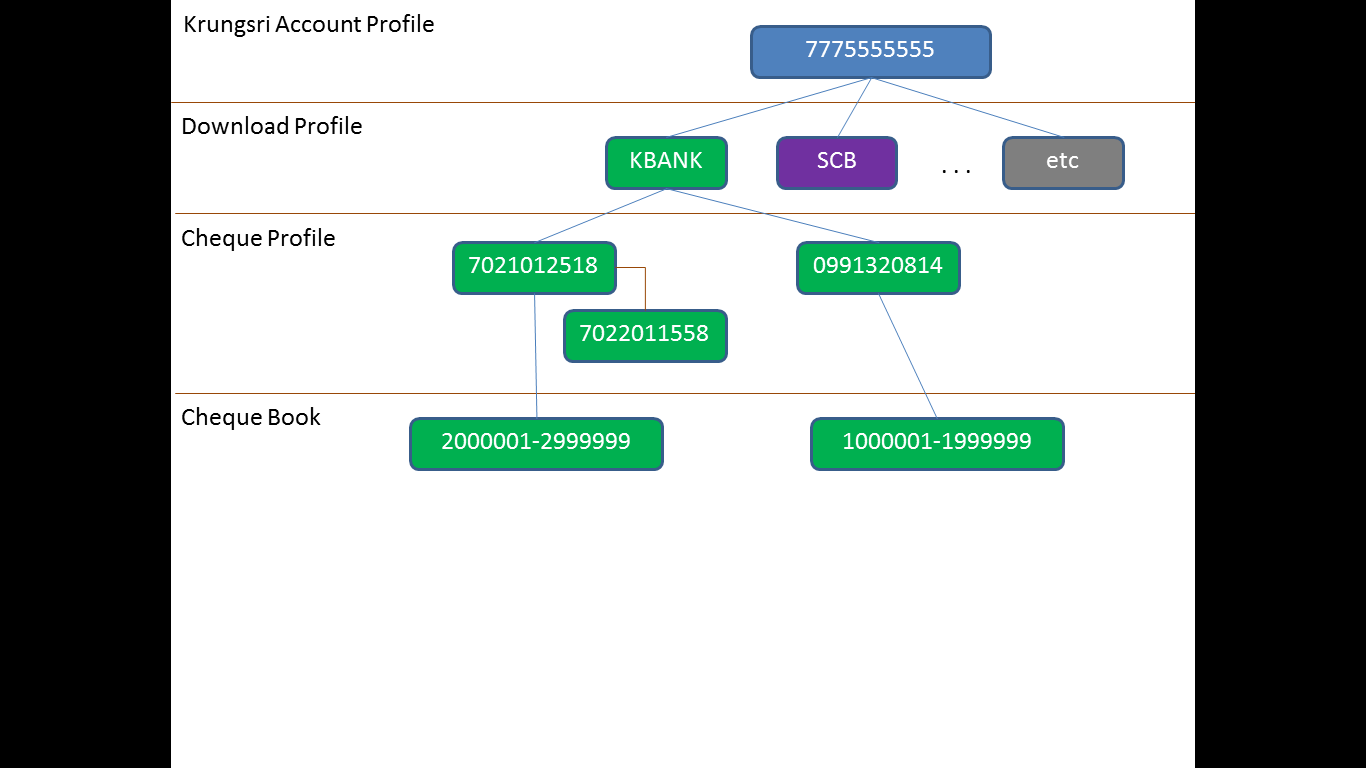 Krungsri Account Profile
7775555555
Download Profile
KBANK
SCB
. . .
etc
Cheque Profile
7021012518
0991320814
7022011558
Cheque Book
2000001-2999999
1000001-1999999